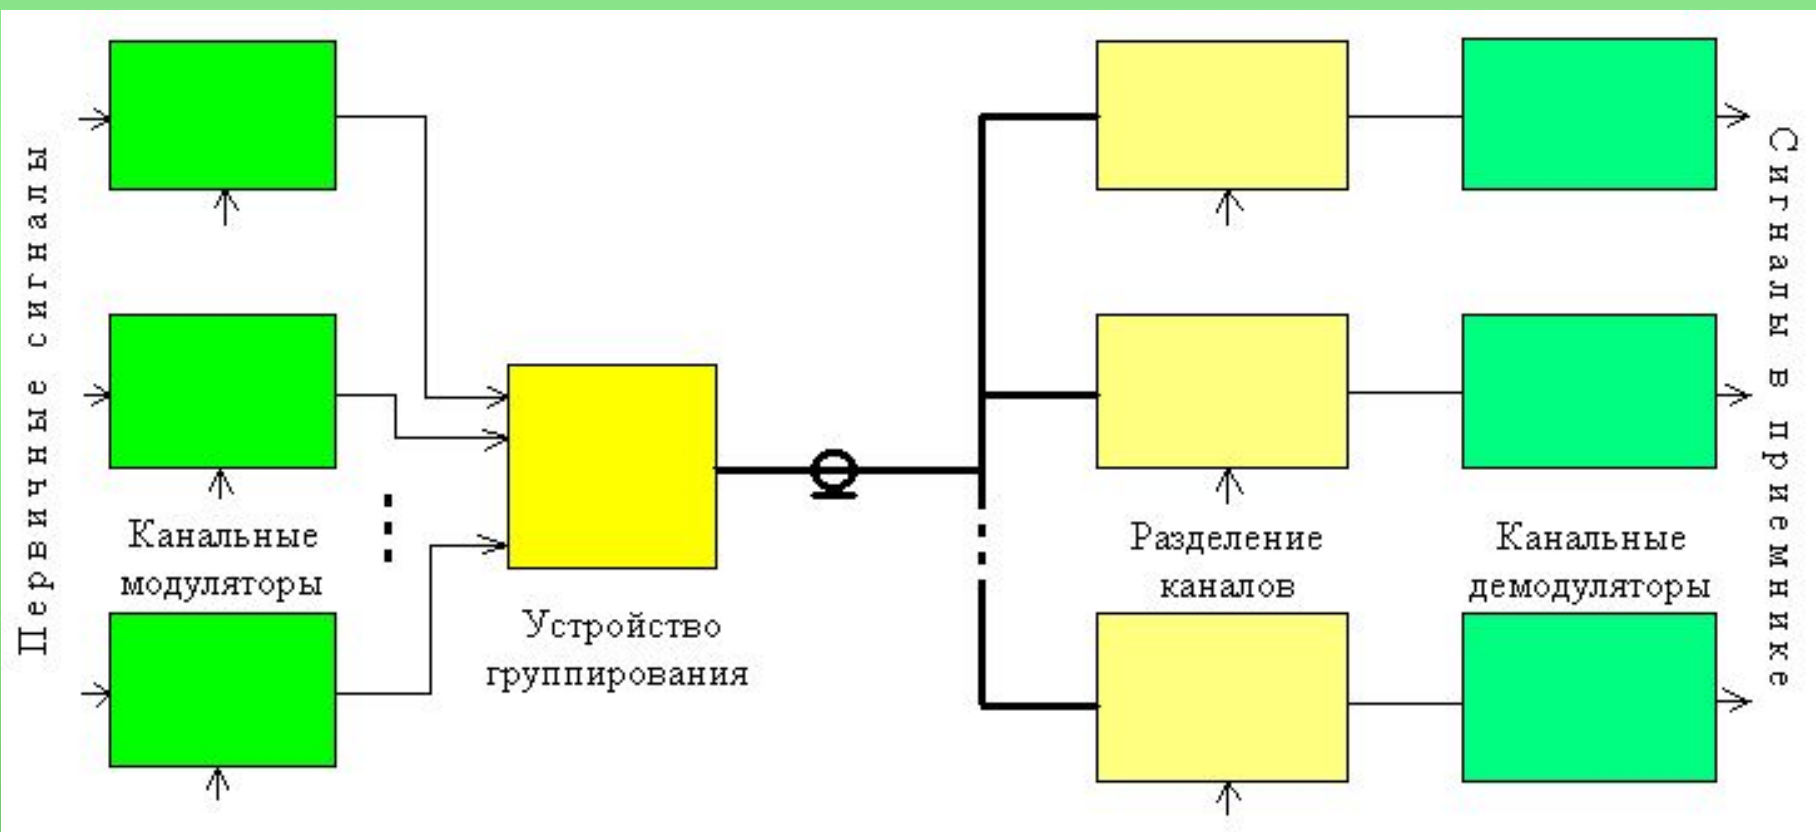 Первичные сигналы
Канальные
модуляторы
Устройство
группирования
Разделение
каналов
Канальные
демодуляторы
Сигналы в приемнике